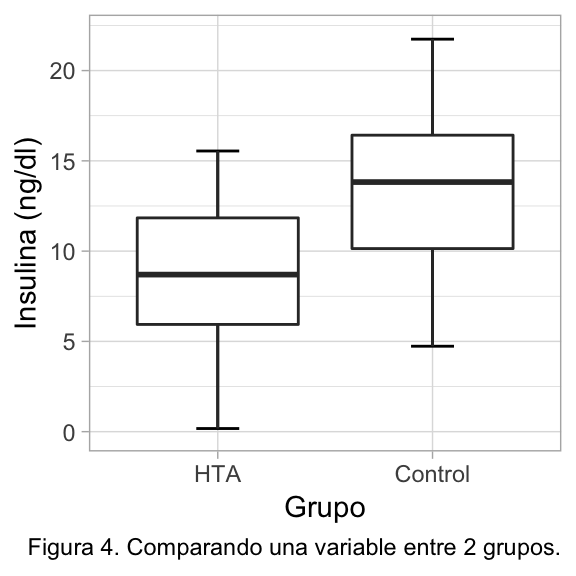 Insulina (ng/dl)
20
15
10
5
0
HTA
Control
Grupo
Figura 4. Comparando una variable entre 2 grupos.